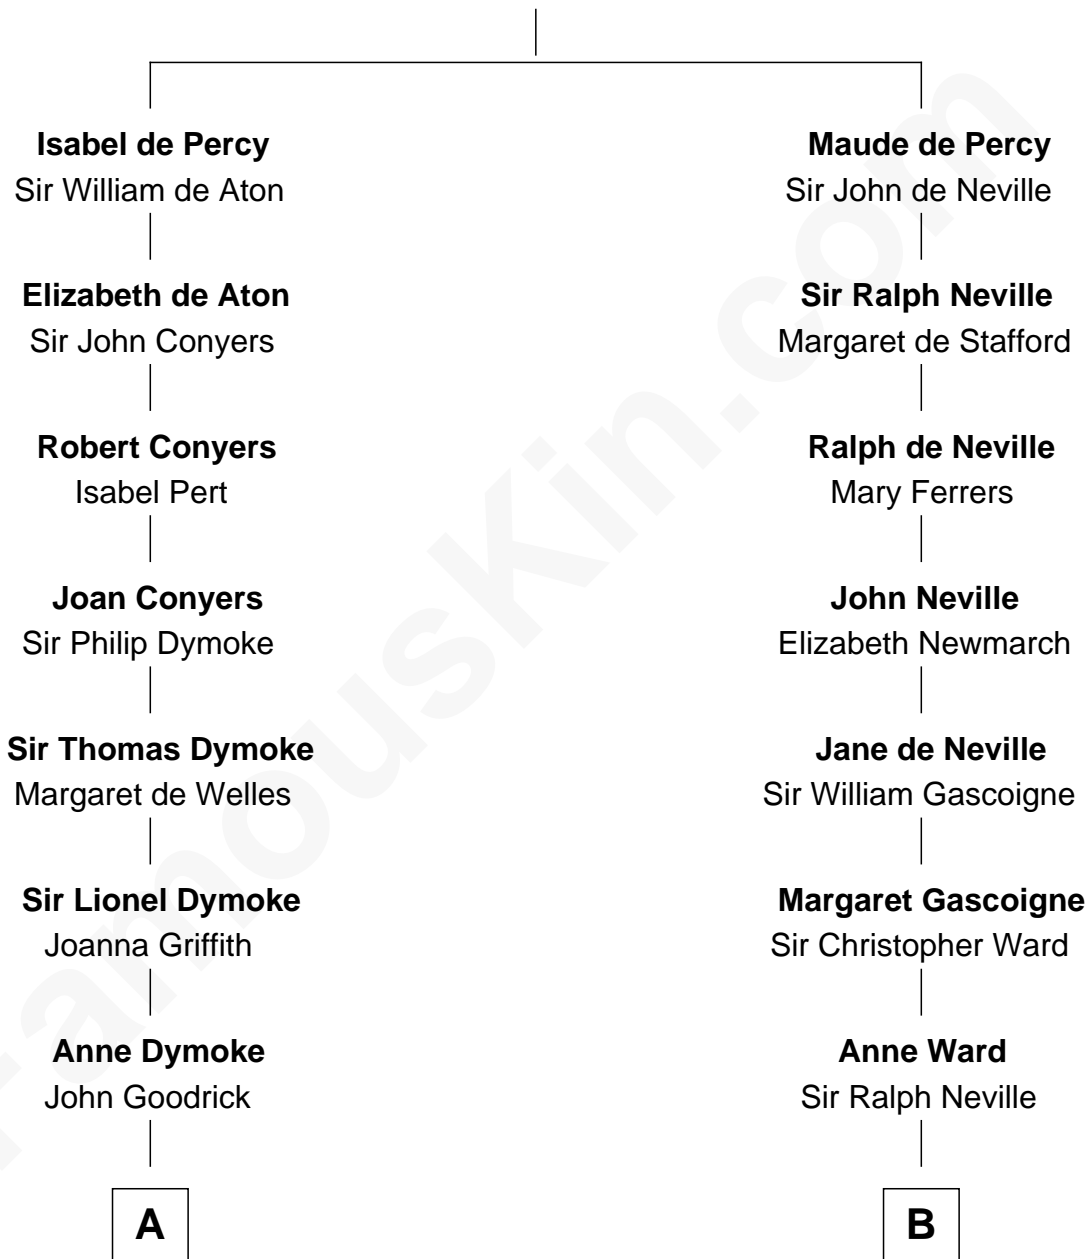 Isabel de Percy
Sir William de Aton
Elizabeth de Aton
Sir John Conyers
Robert Conyers
Isabel Pert
Joan Conyers
Sir Philip Dymoke
Sir Thomas Dymoke
Margaret de Welles
Sir Lionel Dymoke
Joanna Griffith
Anne Dymoke
John Goodrick
A
Maude de Percy
Sir John de Neville
Sir Ralph Neville
Margaret de Stafford
Ralph de Neville
Mary Ferrers
John Neville
Elizabeth Newmarch
Jane de Neville
Sir William Gascoigne
Margaret Gascoigne
Sir Christopher Ward
Anne Ward
Sir Ralph Neville
B
FamousKin.com